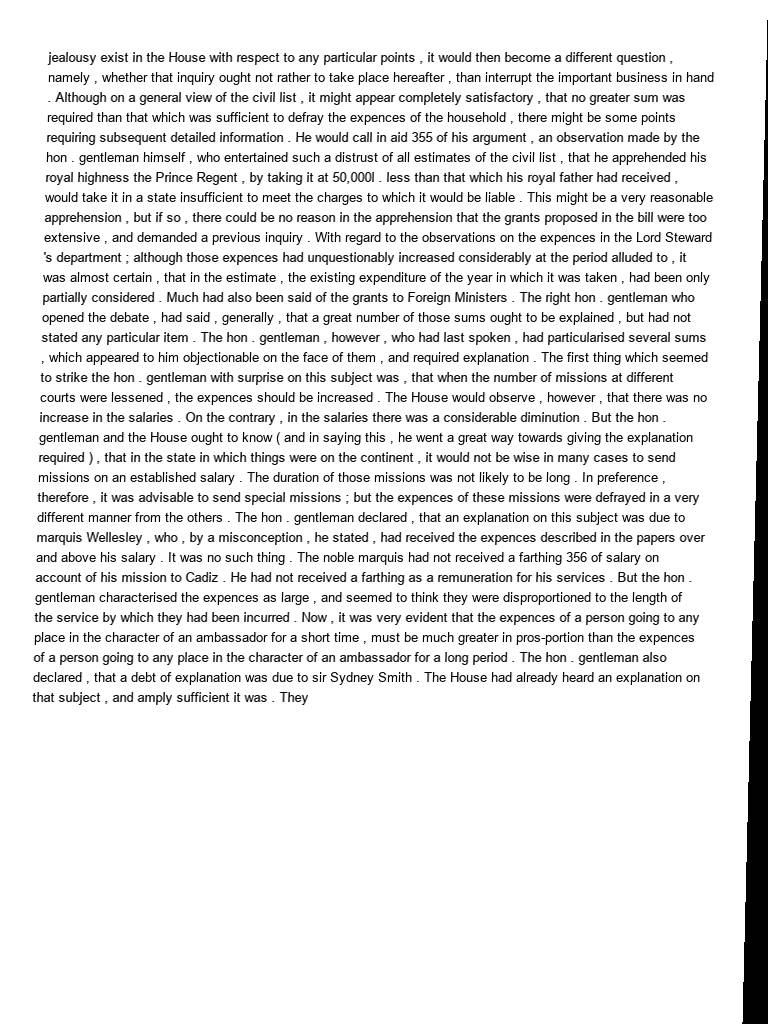 jealousy exist in the House with respect to any particular points , it would then become a different question ,
namely , whether that inquiry ought not rather to take place hereafter , than interrupt the important business in hand
. Although on a general view of the civil list , it might appear completely satisfactory , that no greater sum was
required than that which was sufficient to defray the expences of the household , there might be some points
requiring subsequent detailed information . He would call in aid 355 of his argument , an observation made by the
hon . gentleman himself , who entertained such a distrust of all estimates of the civil list , that he apprehended his
royal highness the Prince Regent , by taking it at 50,000l . less than that which his royal father had received ,
would take it in a state insufficient to meet the charges to which it would be liable . This might be a very reasonable
apprehension , but if so , there could be no reason in the apprehension that the grants proposed in the bill were too
extensive , and demanded a previous inquiry . With regard to the observations on the expences in the Lord Steward
's department ; although those expences had unquestionably increased considerably at the period alluded to , it
was almost certain , that in the estimate , the existing expenditure of the year in which it was taken , had been only
partially considered . Much had also been said of the grants to Foreign Ministers . The right hon . gentleman who
opened the debate , had said , generally , that a great number of those sums ought to be explained , but had not
stated any particular item . The hon . gentleman , however , who had last spoken , had particularised several sums
, which appeared to him objectionable on the face of them , and required explanation . The first thing which seemed
to strike the hon . gentleman with surprise on this subject was , that when the number of missions at different
courts were lessened , the expences should be increased . The House would observe , however , that there was no
increase in the salaries . On the contrary , in the salaries there was a considerable diminution . But the hon .
gentleman and the House ought to know ( and in saying this , he went a great way towards giving the explanation
required ) , that in the state in which things were on the continent , it would not be wise in many cases to send
missions on an established salary . The duration of those missions was not likely to be long . In preference ,
therefore , it was advisable to send special missions ; but the expences of these missions were defrayed in a very
different manner from the others . The hon . gentleman declared , that an explanation on this subject was due to
marquis Wellesley , who , by a misconception , he stated , had received the expences described in the papers over
and above his salary . It was no such thing . The noble marquis had not received a farthing 356 of salary on
account of his mission to Cadiz . He had not received a farthing as a remuneration for his services . But the hon .
gentleman characterised the expences as large , and seemed to think they were disproportioned to the length of
the service by which they had been incurred . Now , it was very evident that the expences of a person going to any
place in the character of an ambassador for a short time , must be much greater in pros-portion than the expences
of a person going to any place in the character of an ambassador for a long period . The hon . gentleman also
declared , that a debt of explanation was due to sir Sydney Smith . The House had already heard an explanation on
that subject , and amply sufficient it was . They